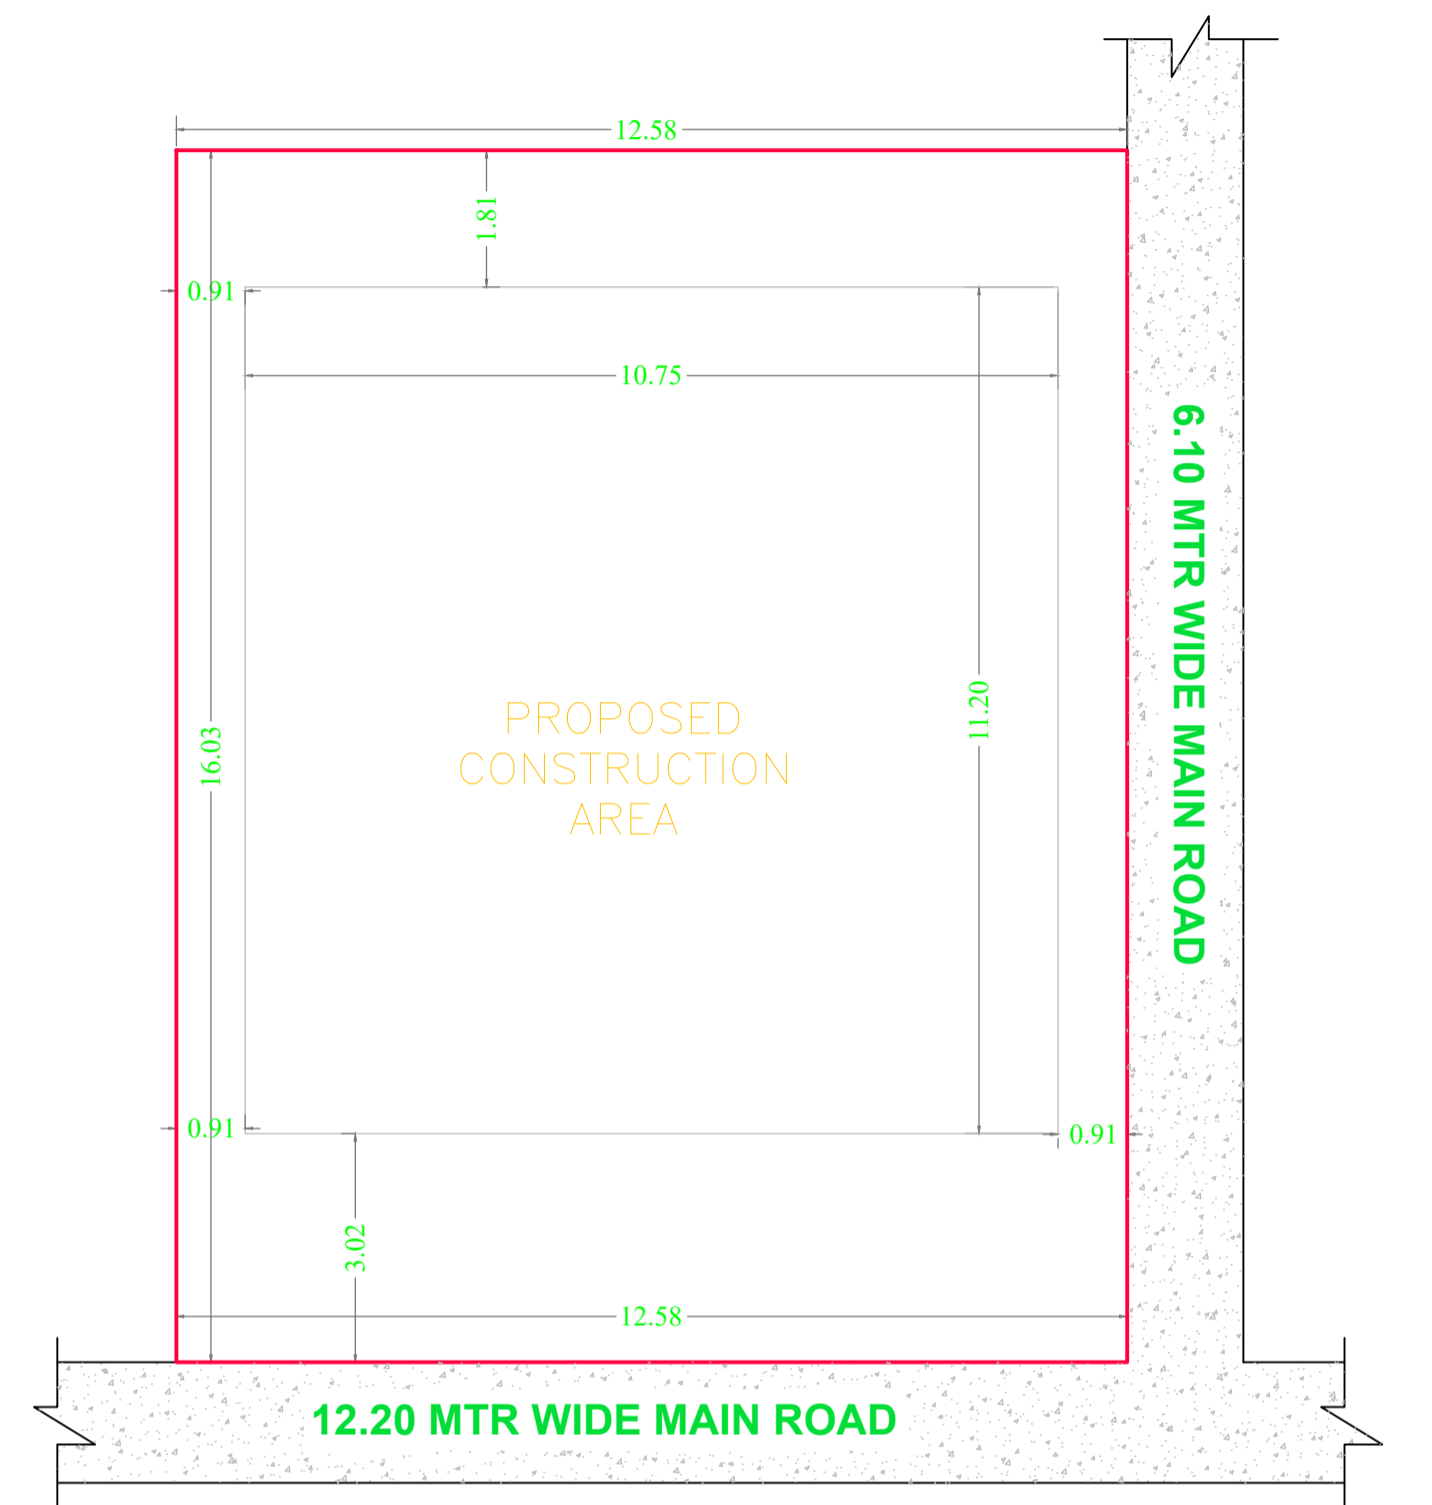 12.58
1.81
0.91
10.75
6.10 MTR WIDE MAIN ROAD
11.20
16.03
PROPOSED
CONSTRUCTION
AREA
0.91
0.91
3.02
12.58
12.20 MTR WIDE MAIN ROAD